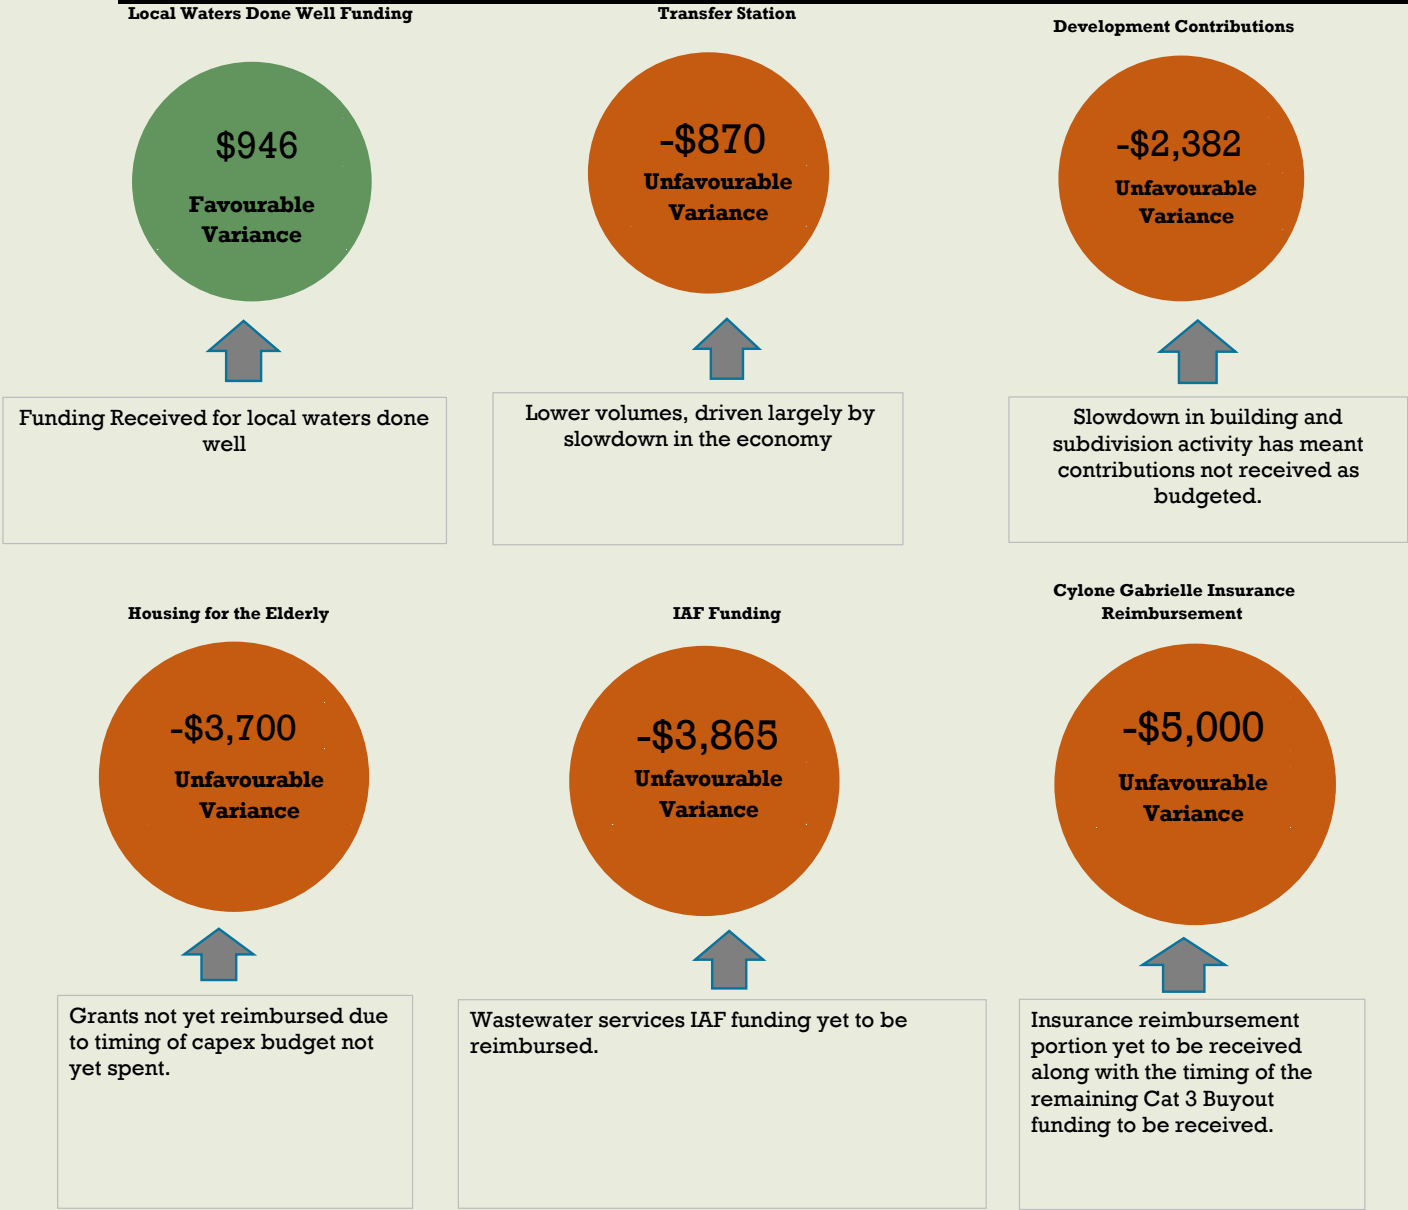 Local Waters Done Well Funding
$946
Favourable
Variance
Funding Received for local waters done
well
Transfer Station
-$870
Unfavourable
Variance
Lower volumes, driven largely by
slowdown in the economy
Development Contributions
-$2,382
Unfavourable
Variance
Slowdown in building and
subdivision activity has meant
contributions not received as
budgeted.
Housing for the Elderly
-$3,700
Unfavourable
Variance
Grants not yet reimbursed due
to timing of capex budget not
yet spent.
IAF Funding
-$3,865
Unfavourable
Variance
Wastewater services IAF funding yet to be
reimbursed.
Cylone Gabrielle Insurance
Reimbursement
-$5,000
Unfavourable
Variance
Insurance reimbursement
portion yet to be received
along with the timing of the
remaining Cat 3 Buyout
funding to be received.